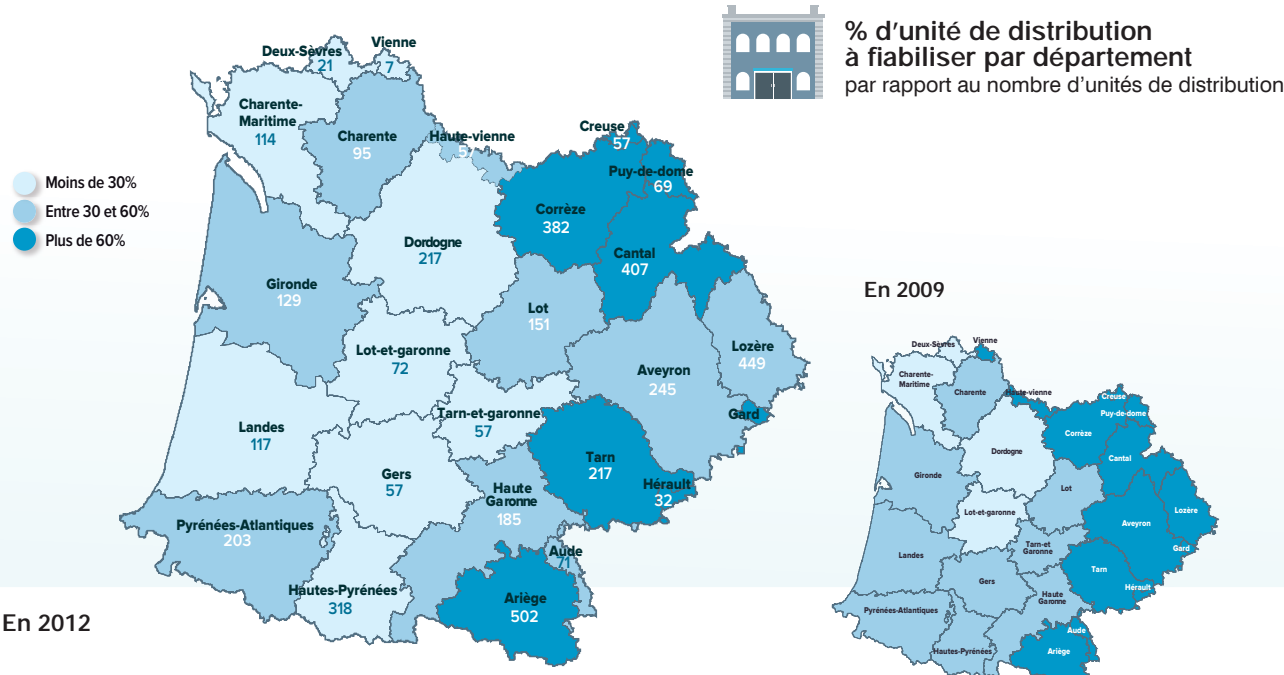 % d'unité de distribution
à fiabiliser par département
par rapport au nombre d'unités de distribution
Moins de 30%
Entre 30 et 60%
Plus de 60%
Deux-Sèvres
21
Vienne
7
Charente-
Maritime
114
Charente
95
Haute-vienne
Creuse
57
Puy-de-dome
69
Corrèze
382
Dordogne
217
Cantal
407
Gironde
129
Lot
151
Lozère
449
Lot-et-garonne
72
Aveyron
245
Tarn-et-garonne
57
Gard
Landes
117
Gers
57
Tarn
217
Hérault
32
Haute
Garonne
185
Pyrénées-Atlantiques
203
Aude
71
Hautes-Pyrénées
318
Ariège
502
En 2012
En 2009
Deux-Sèvres
Vienne
Charente-
Maritime
Charente
Haute-vienne
Creuse
Puy-de-dome
Corrèze
Dordogne
Cantal
Gironde
Lot
Lozère
Lot-et-garonne
Aveyron
Tarn-et
Garonne
Gard
Landes
Gers
Tarn
Hérault
Haute
Garonne
Pyrénées-Atlantiques
Aude
Hautes-Pyrénées
Ariège